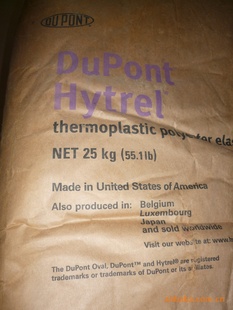 DUPONT
DuPont
Hytrel
thermoplastic
NET 25 kg (55.1lb)
Made in United States of America
Also produced in: Belgium
Luxembourg
Japan
and sold worldwide
Visit our at: www.
The DuPont Oval, DuPont™ and Hytrel® are registered
trademarks or trademarks of DuPont or its